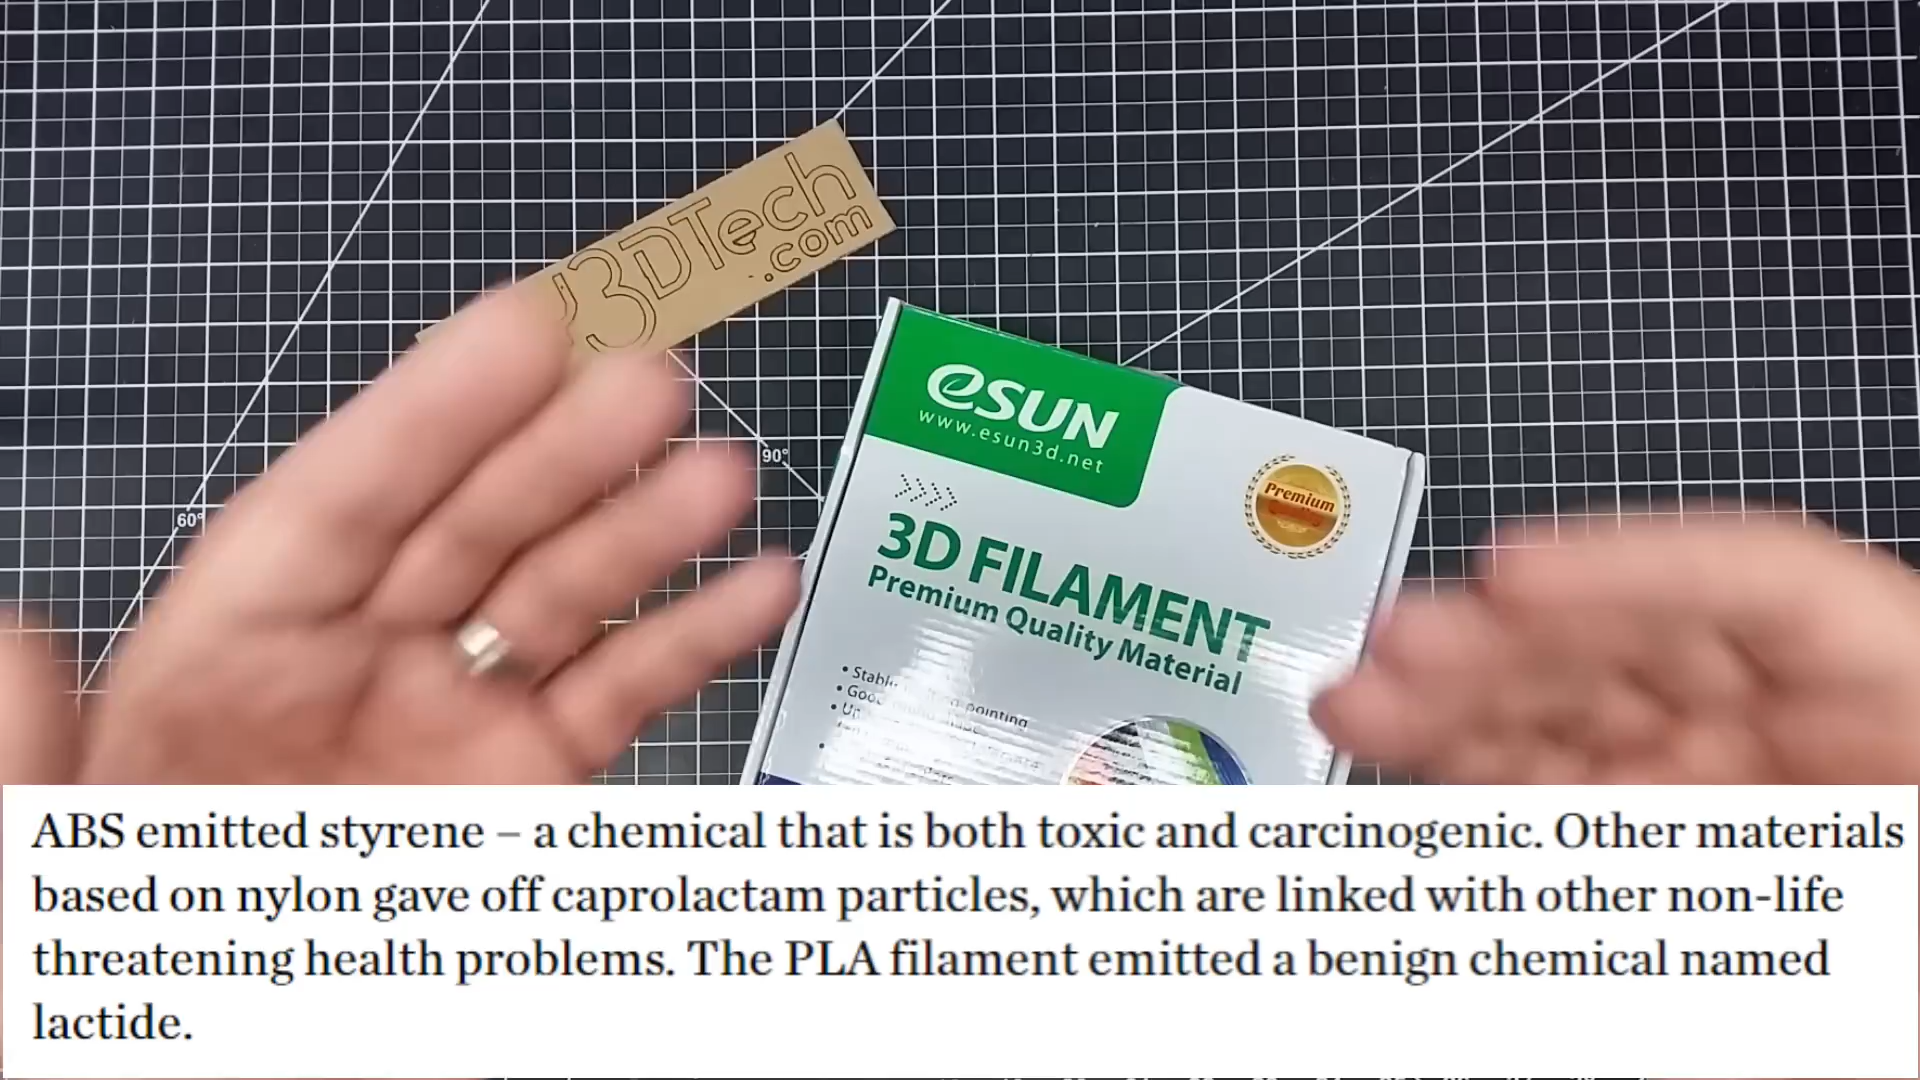 3DTech
.com
90°
60°
eSUN
www.esun3d.net
Premium
3D FILAMENT
Premium Quality Material
ABS emitted styrene – a chemical that is both toxic and carcinogenic. Other materials
based on nylon gave off caprolactam particles, which are linked with other non-life
threatening health problems. The PLA filament emitted a benign chemical named
lactide.